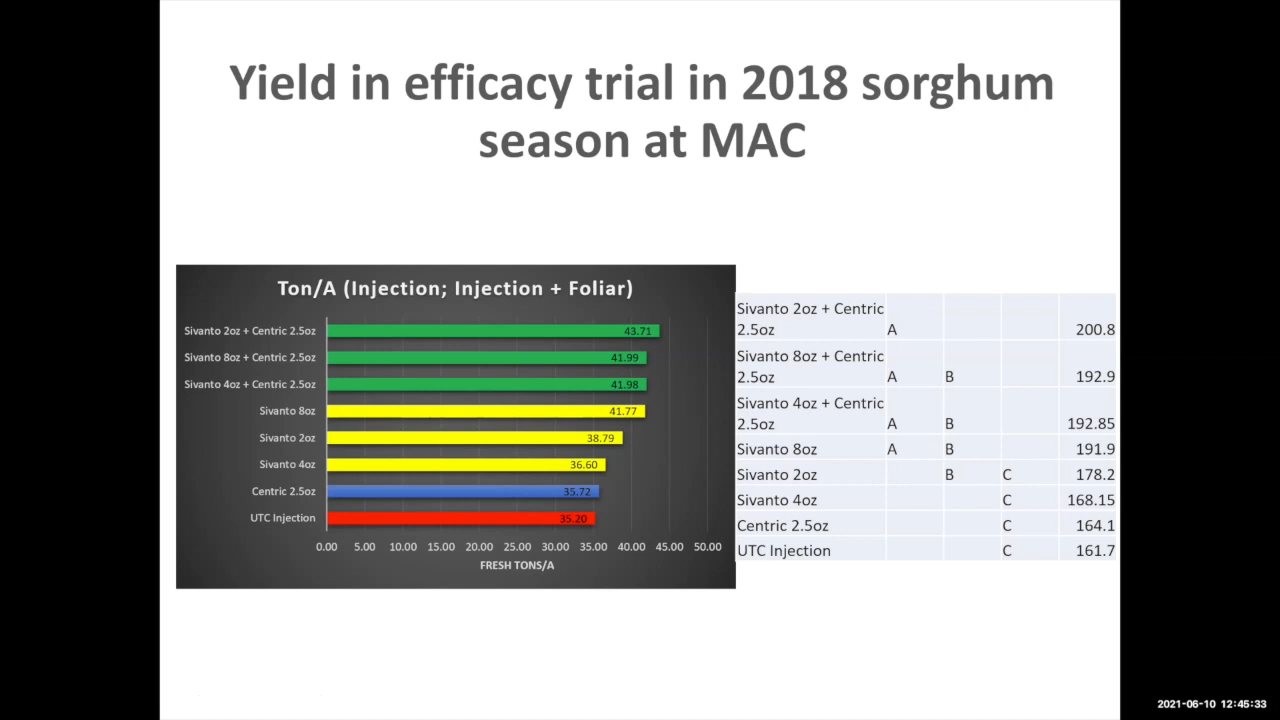 Yield in efficacy trial in 2018 sorghum
season at MAC
Ton/A (Injection; Injection + Foliar)
Sivanto 2oz + Centric 2.5oz 43.71
Sivanto 8oz + Centric 2.5oz 41.99
Sivanto 4oz + Centric 2.5oz 41.98
Sivanto 8oz 41.77
Sivanto 2oz 38.79
Sivanto 4oz 36.60
Centric 2.5oz 35.72
UTC Injection 35.20
0.00 5.00 10.00 15.00 20.00 25.00 30.00 35.00 40.00 45.00 50.00
FRESH TONS/A
Sivanto 2oz + Centric
2.5oz A 200.8
Sivanto 8oz + Centric
2.5oz A B 192.9
Sivanto 4oz + Centric
2.5oz A B 192.85
Sivanto 8oz A B 191.9
Sivanto 2oz B C 178.2
Sivanto 4oz C 168.15
Centric 2.5oz C 164.1
UTC Injection C 161.7
2021-06-10 12:45:33